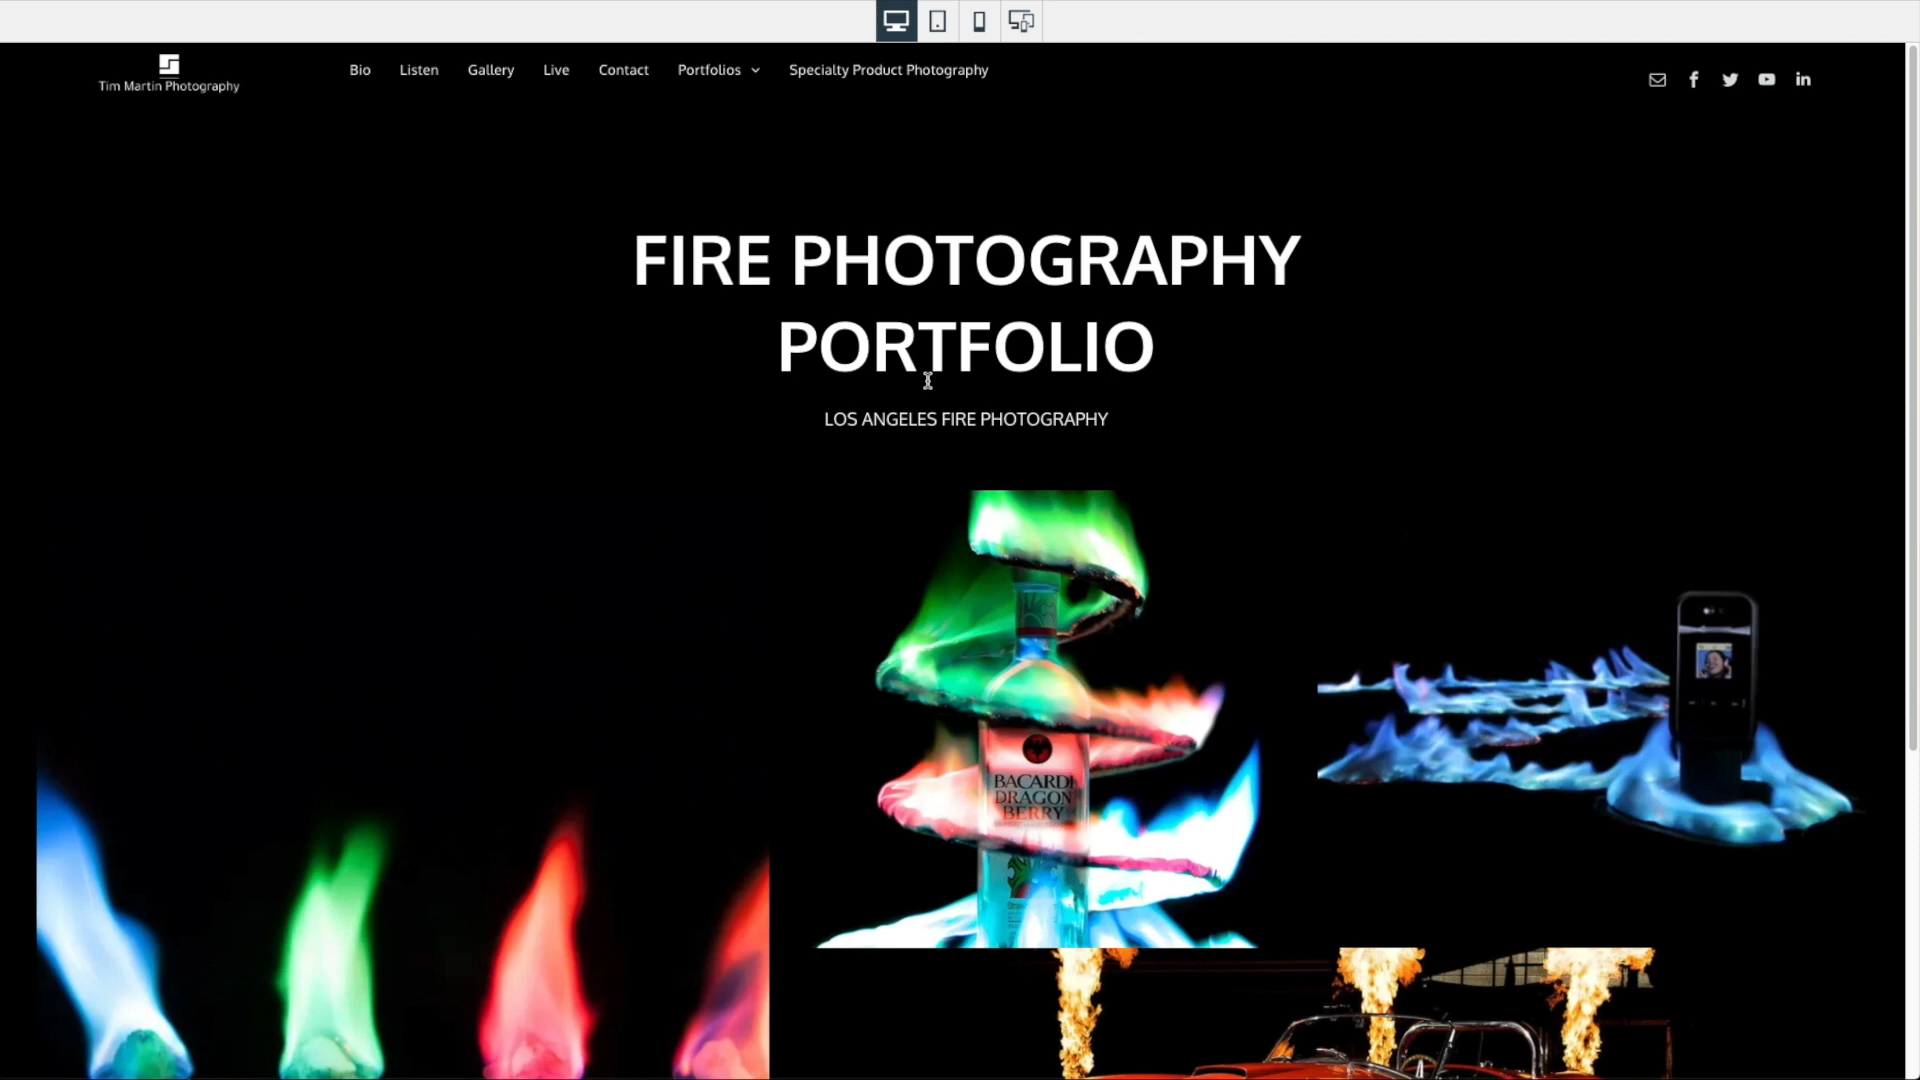 Tim Martin Photography
Bio
Listen
Gallery
Live
Contact
Portfolios
Specialty Product Photography
FIRE PHOTOGRAPHY
PORTFOLIO
LOS ANGELES FIRE PHOTOGRAPHY
BACARDI
DRAGON
BERRY